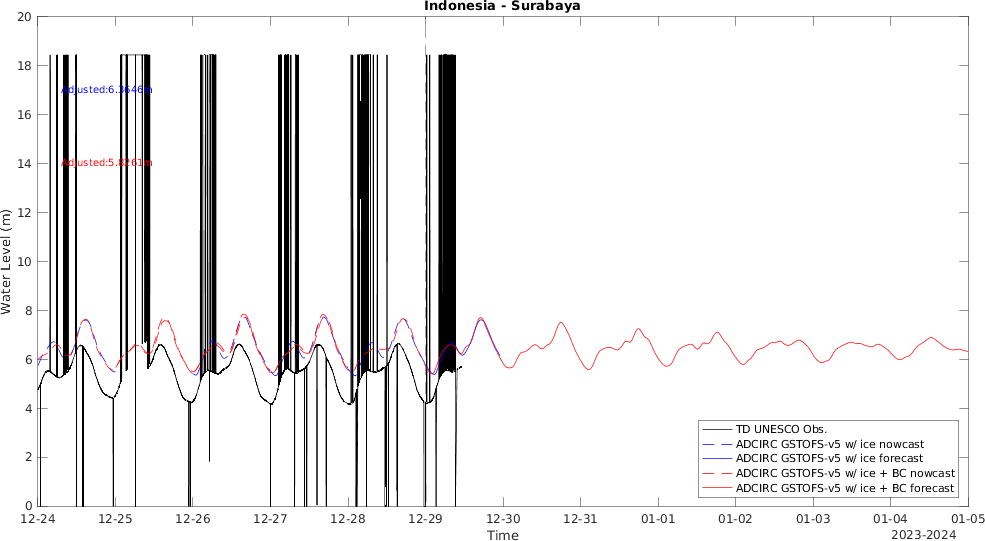 Indonesia - Surabaya
20
18
16
14
12
10
8
6
4
2
0
Water Level (m)
Adjusted:6.3646m
Adjusted:5.8261m
TD UNESCO Obs.
ADCIRC GSTOFS-v5 w/ ice nowcast
ADCIRC GSTOFS-v5 w/ ice forecast
ADCIRC GSTOFS-v5 w/ ice + BC nowcast
ADCIRC GSTOFS-v5 w/ ice + BC forecast
12-24 12-25 12-26 12-27 12-28 12-29 12-30 12-31 01-01 01-02 01-03 01-04 01-05
Time
2023-2024